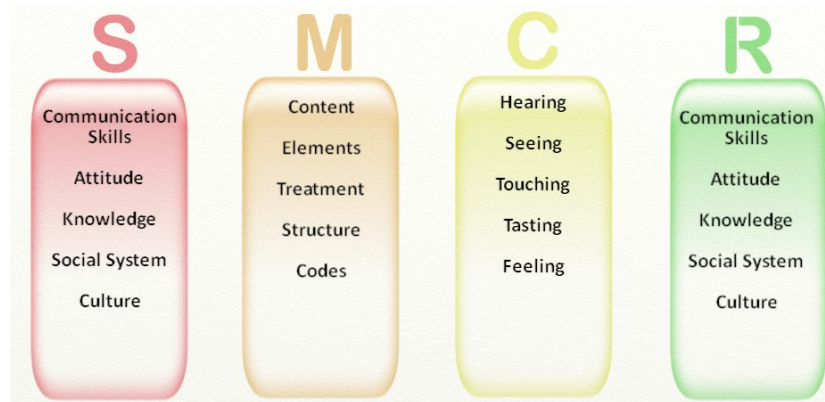 S
Communication
Skills
Attitude
Knowledge
Social System
Culture
M
Content
Elements
Treatment
Structure
Codes
C
Hearing
Seeing
Touching
Tasting
Feeling
R
Communication
Skills
Attitude
Knowledge
Social System
Culture